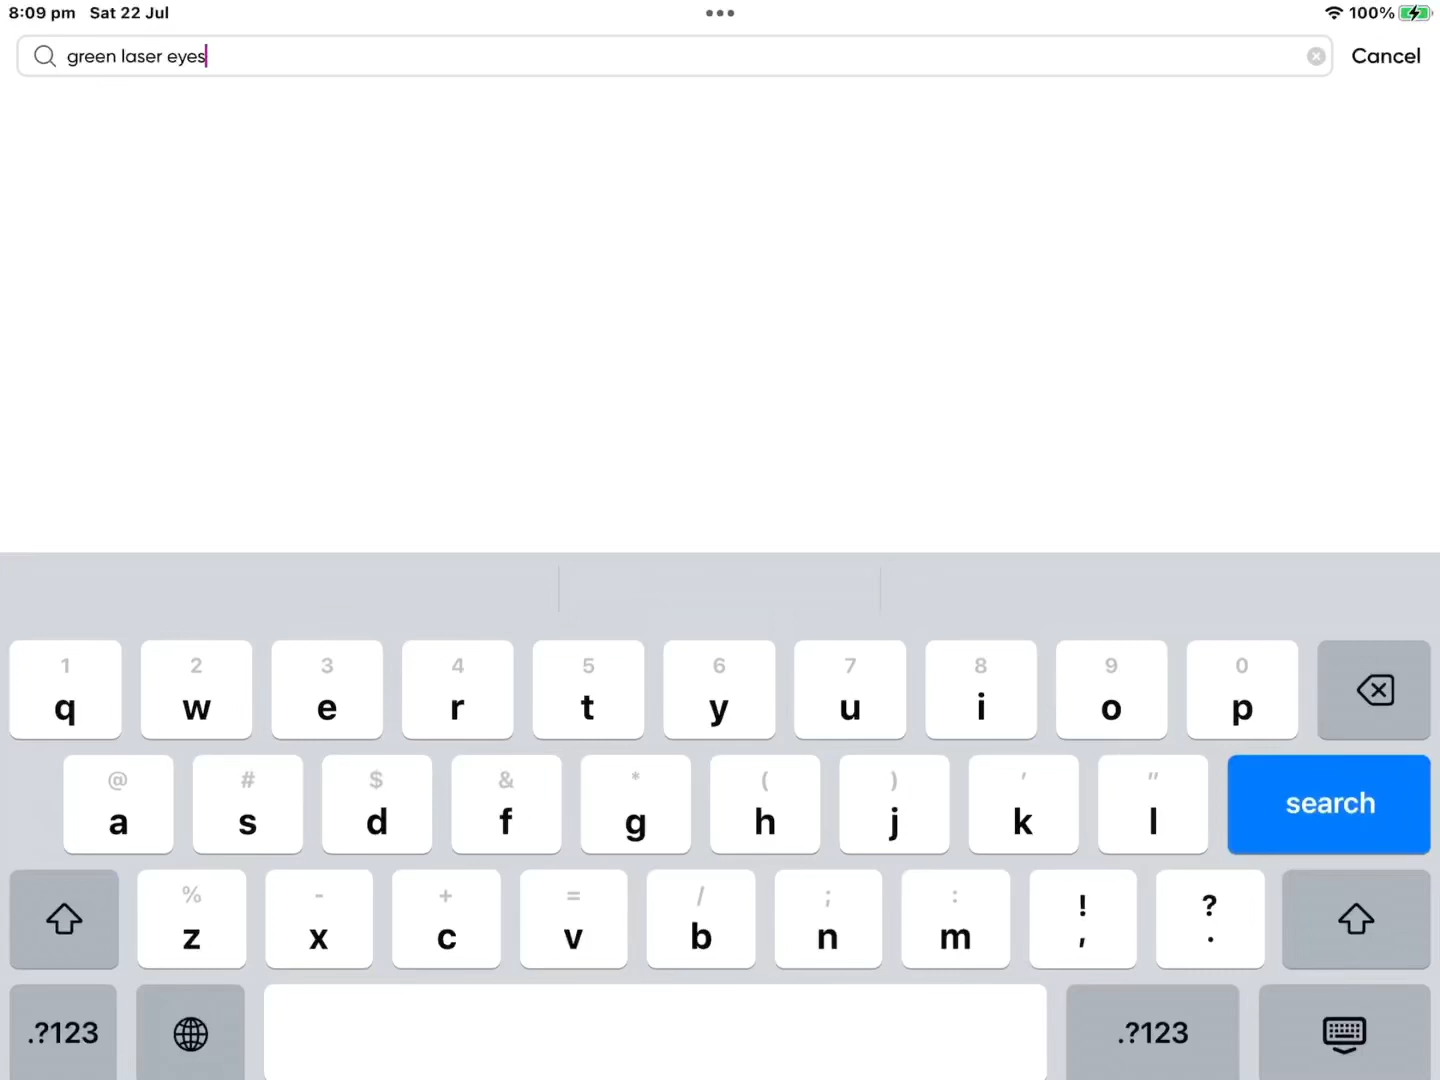 8:09 pm Sat 22 Jul
100%
green laser eyes
Cancel
1 2 3 4 5 6 7 8 9 0
q w e r t y u i o p
@ # $ & * ( ) ' "
a s d f g h j k l
search
% - + = / ; : ! ?
z x c v b n m , .
.?123 .?123